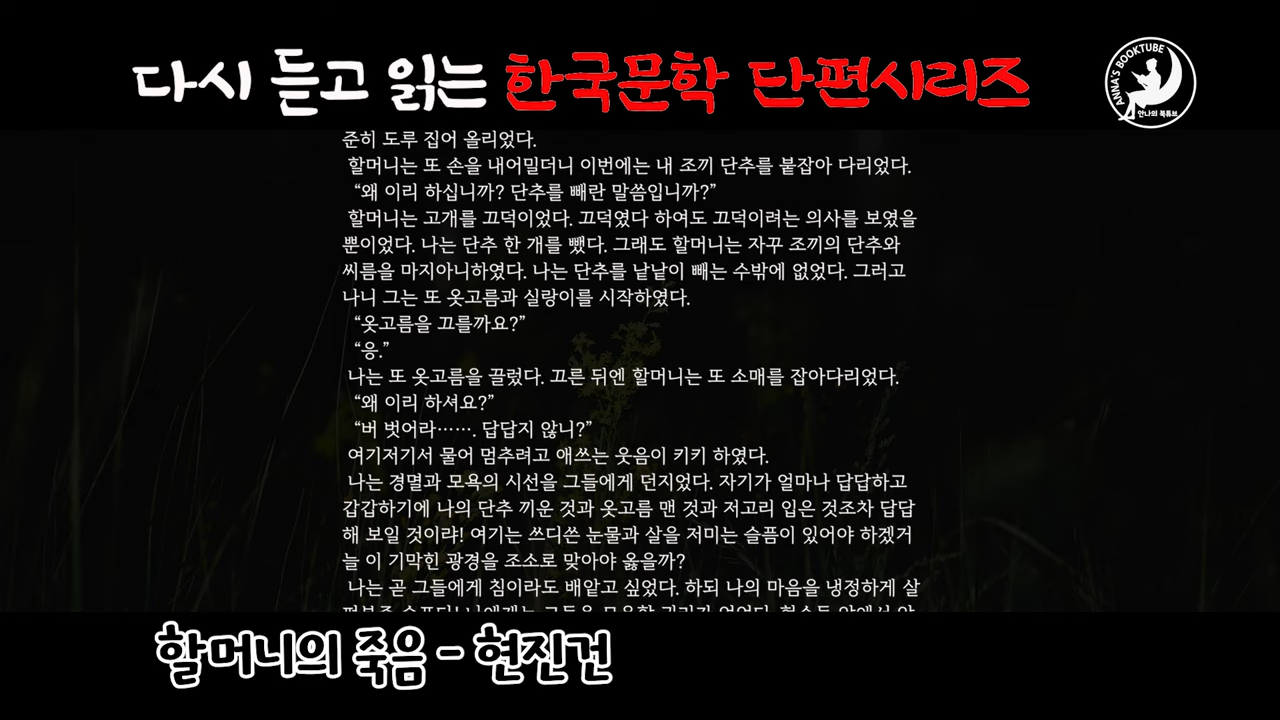 다시 듣고 읽는 한국문학 단편시리즈
ANNA'S BOOKTUBE
안나의 북튜브
준히 도루 집어 올리었다.
할머니는 또 손을 내어밀더니 이번에는 내 조끼 단추를 붙잡아 다리었다.
“왜 이리 하십니까? 단추를 빼란 말씀입니까?”
할머니는 고개를 끄덕이었다. 끄덕였다 하여도 끄덕이려는 의사를 보였을
뿐이었다. 나는 단추 한 개를 뺐다. 그래도 할머니는 자꾸 조끼의 단추와
씨름을 마지아니하였다. 나는 단추를 낱낱이 빼는 수밖에 없었다. 그러고
나니 그는 또 옷고름과 실랑이를 시작하였다.
“옷고름을 끄를까요?”
“응.”
나는 또 옷고름을 끌렀다. 끄른 뒤엔 할머니는 또 소매를 잡아다리었다.
“왜 이리 하셔요?”
“버 벗어라……. 답답지 않니?”
여기저기서 물어 멈추려고 애쓰는 웃음이 키키 하였다.
나는 경멸과 모욕의 시선을 그들에게 던지었다. 자기가 얼마나 답답하고
갑갑하기에 나의 단추 끼운 것과 옷고름 맨 것과 저고리 입은 것조차 답답
해 보일 것이랴! 여기는 쓰디쓴 눈물과 살을 저미는 슬픔이 있어야 하겠거
늘 이 기막힌 광경을 조소로 맞아야 옳을까?
나는 곧 그들에게 침이라도 배앝고 싶었다. 하되 나의 마음을 냉정하게 살
할머니의 죽음 - 현진건